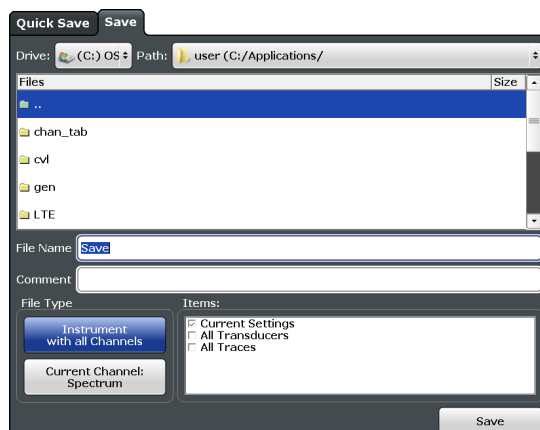 Quick Save Save
Drive: (C:) OS Path: user (C:/Applications/
Files Size
..
chan_tab
cvl
gen
LTE
File Name Save
Comment
File Type Items:
Instrument
with all Channels
Current Channel:
Spectrum
Current Settings
All Transducers
All Traces
Save